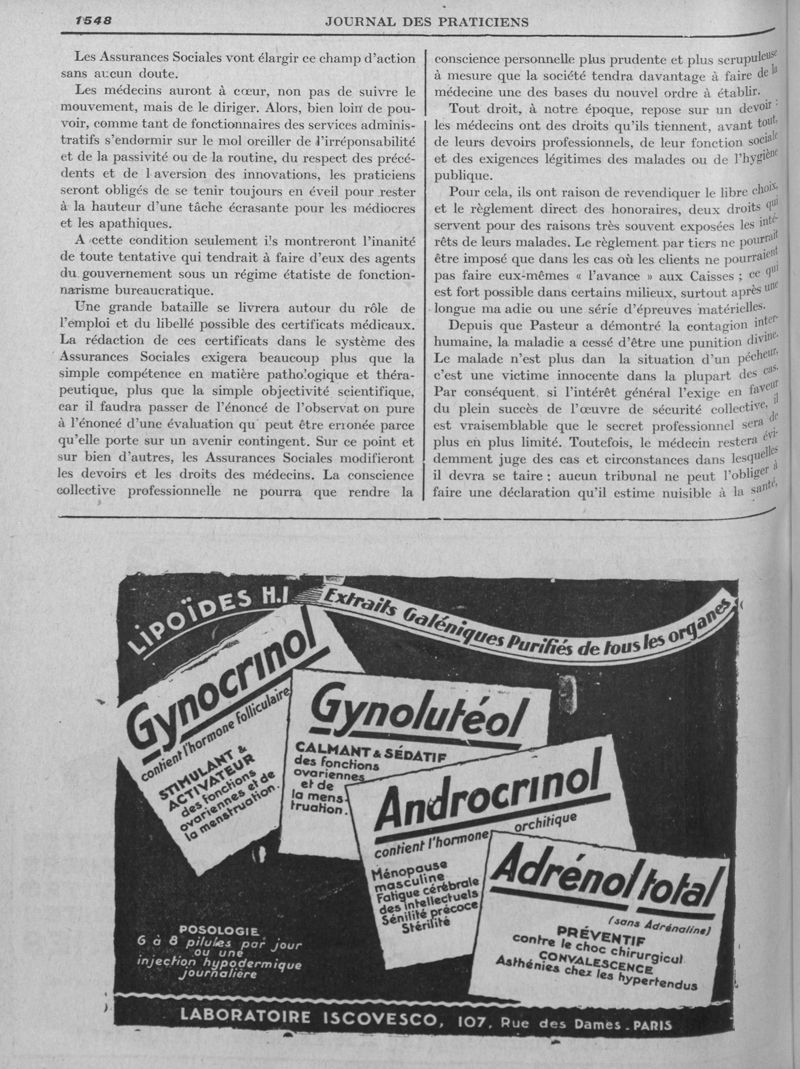 1548
JOURNAL DES PRATICIENS
Les Assurances Sociales vont élargir ce champ d'action
sans aucun doute.
Les médecins auront à cœur, non pas de suivre le
mouvement, mais de le diriger. Alors, bien loin de pou-
voir, comme tant de fonctionnaires des services adminis-
tratifs s'endormir sur le mol oreiller de l'irréponsabilité
et de la passivité ou de la routine, du respect des précé-
dents et de l aversion des innovations, les praticiens
seront obligés de se tenir toujours en éveil pour rester
à la hauteur d'une tâche écrasante pour les médiocres
et les apathiques.
A cette condition seulement i's montreront l'inanité
de toute tentative qui tendrait à faire d'eux des agents
du gouvernement sous un régime étatiste de fonction-
narisme bureaucratique.
Une grande bataille se livrera autour du rôle de
l'emploi et du libellé possible des certificats médicaux.
La rédaction de ces certificats dans le système des
Assurances Sociales exigera beaucoup plus que la
simple compétence en matière pathologique et théra-
peutique, plus que la simple objectivité scientifique,
car il faudra passer de l'énoncé de l'observat on pure
à l'énoncé d'une évaluation qu peut être erionée parce
qu'elle porte sur un avenir contingent. Sur ce point et
sur bien d'autres, les Assurances Sociales modifieront
les devoirs et les droits des médecins. La conscience
collective professionnelle ne pourra que rendre la
conscience personnelle plus prudente et plus scrupuleuse
à mesure que la société tendra davantage à faire de la
médecine une des bases du nouvel ordre à établir.
Tout droit, à notre époque, repose sur un devoir :
les médecins ont des droits qu'ils tiennent, avant tout,
de leurs devoirs professionnels, de leur fonction sociale
et des exigences légitimes des malades ou de l'hygiène
publique.
Pour cela, ils ont raison de revendiquer le libre choix,
et le règlement direct des honoraires, deux droits qui
servent pour des raisons très souvent exposées les inté-
rêts de leurs malades. Le règlement par tiers ne pourrait
être imposé que dans les cas où les clients ne pourraient
pas faire eux-mêmes « l'avance » aux Caisses ; ce qui
est fort possible dans certains milieux, surtout après une
longue ma adie ou une série d'épreuves matérielles.
Depuis que Pasteur a démontré la contagion inter-
humaine, la maladie a cessé d'être une punition divine.
Le malade n'est plus dan la situation d'un pécheur,
c'est une victime innocente dans la plupart des cas.
Par conséquent, si l'intérêt général l'exige en faveur
du plein succès de l'œuvre de sécurité collective, il
est vraisemblable que le secret professionnel sera de
plus en plus limité. Toutefois, le médecin restera évi-
demment juge des cas et circonstances dans lesquelles
il devra se taire ; aucun tribunal ne peut l'obliger à
faire une déclaration qu'il estime nuisible à la santé,
LIPOÏDES H.I
Extraits Galéniques Purifiés de tous les organes
Gynocrinol
contient l'hormone folliculaire
STIMULANT &
ACTIVATEUR
des fonctions
ovariennes et de
la menstruation.
Gynolutéol
CALMANT & SÉDATIF
des fonctions
ovariennes
et de
la mens-
truation.
Androcrinol
contient l'hormone orchitique
Ménopause
masculine
Fatigue cérébrale
des intellectuels
Sénilité précoce
Stérilité
Adrénol total
(sans Adrénaline)
PRÉVENTIF
contre le choc chirurgical
CONVALESCENCE
Asthénies chez les hypertendus
POSOLOGIE
6 à 8 pilules par jour
ou une
injection hypodermique
journalière
LABORATOIRE ISCOVESCO, 107, Rue des Dames. PARIS